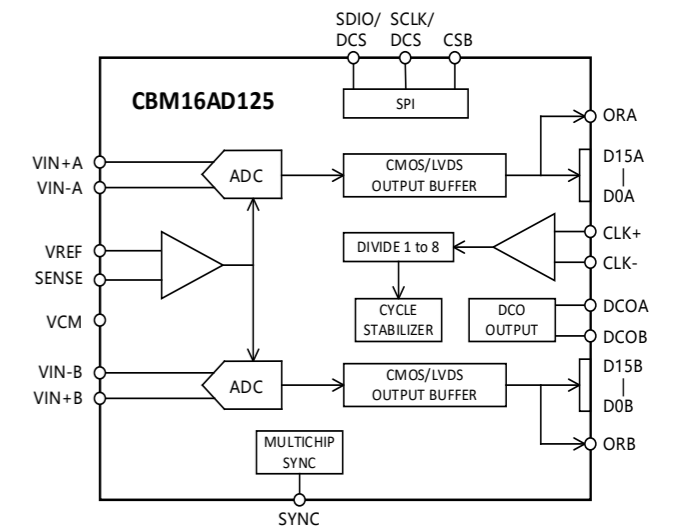 SDIO/ SCLK/
DCS DCS CSB
CBM16AD125
SPI
ORA
VIN+A
VIN-A
ADC
CMOS/LVDS
OUTPUT BUFFER
D15A
|
D0A
VREF
SENSE
DIVIDE 1 to 8
CLK+
CLK-
VCM
CYCLE
STABILIZER
DCO
OUTPUT
DCOA
DCOB
VIN-B
VIN+B
ADC
CMOS/LVDS
OUTPUT BUFFER
D15B
|
D0B
ORB
MULTICHIP
SYNC
SYNC